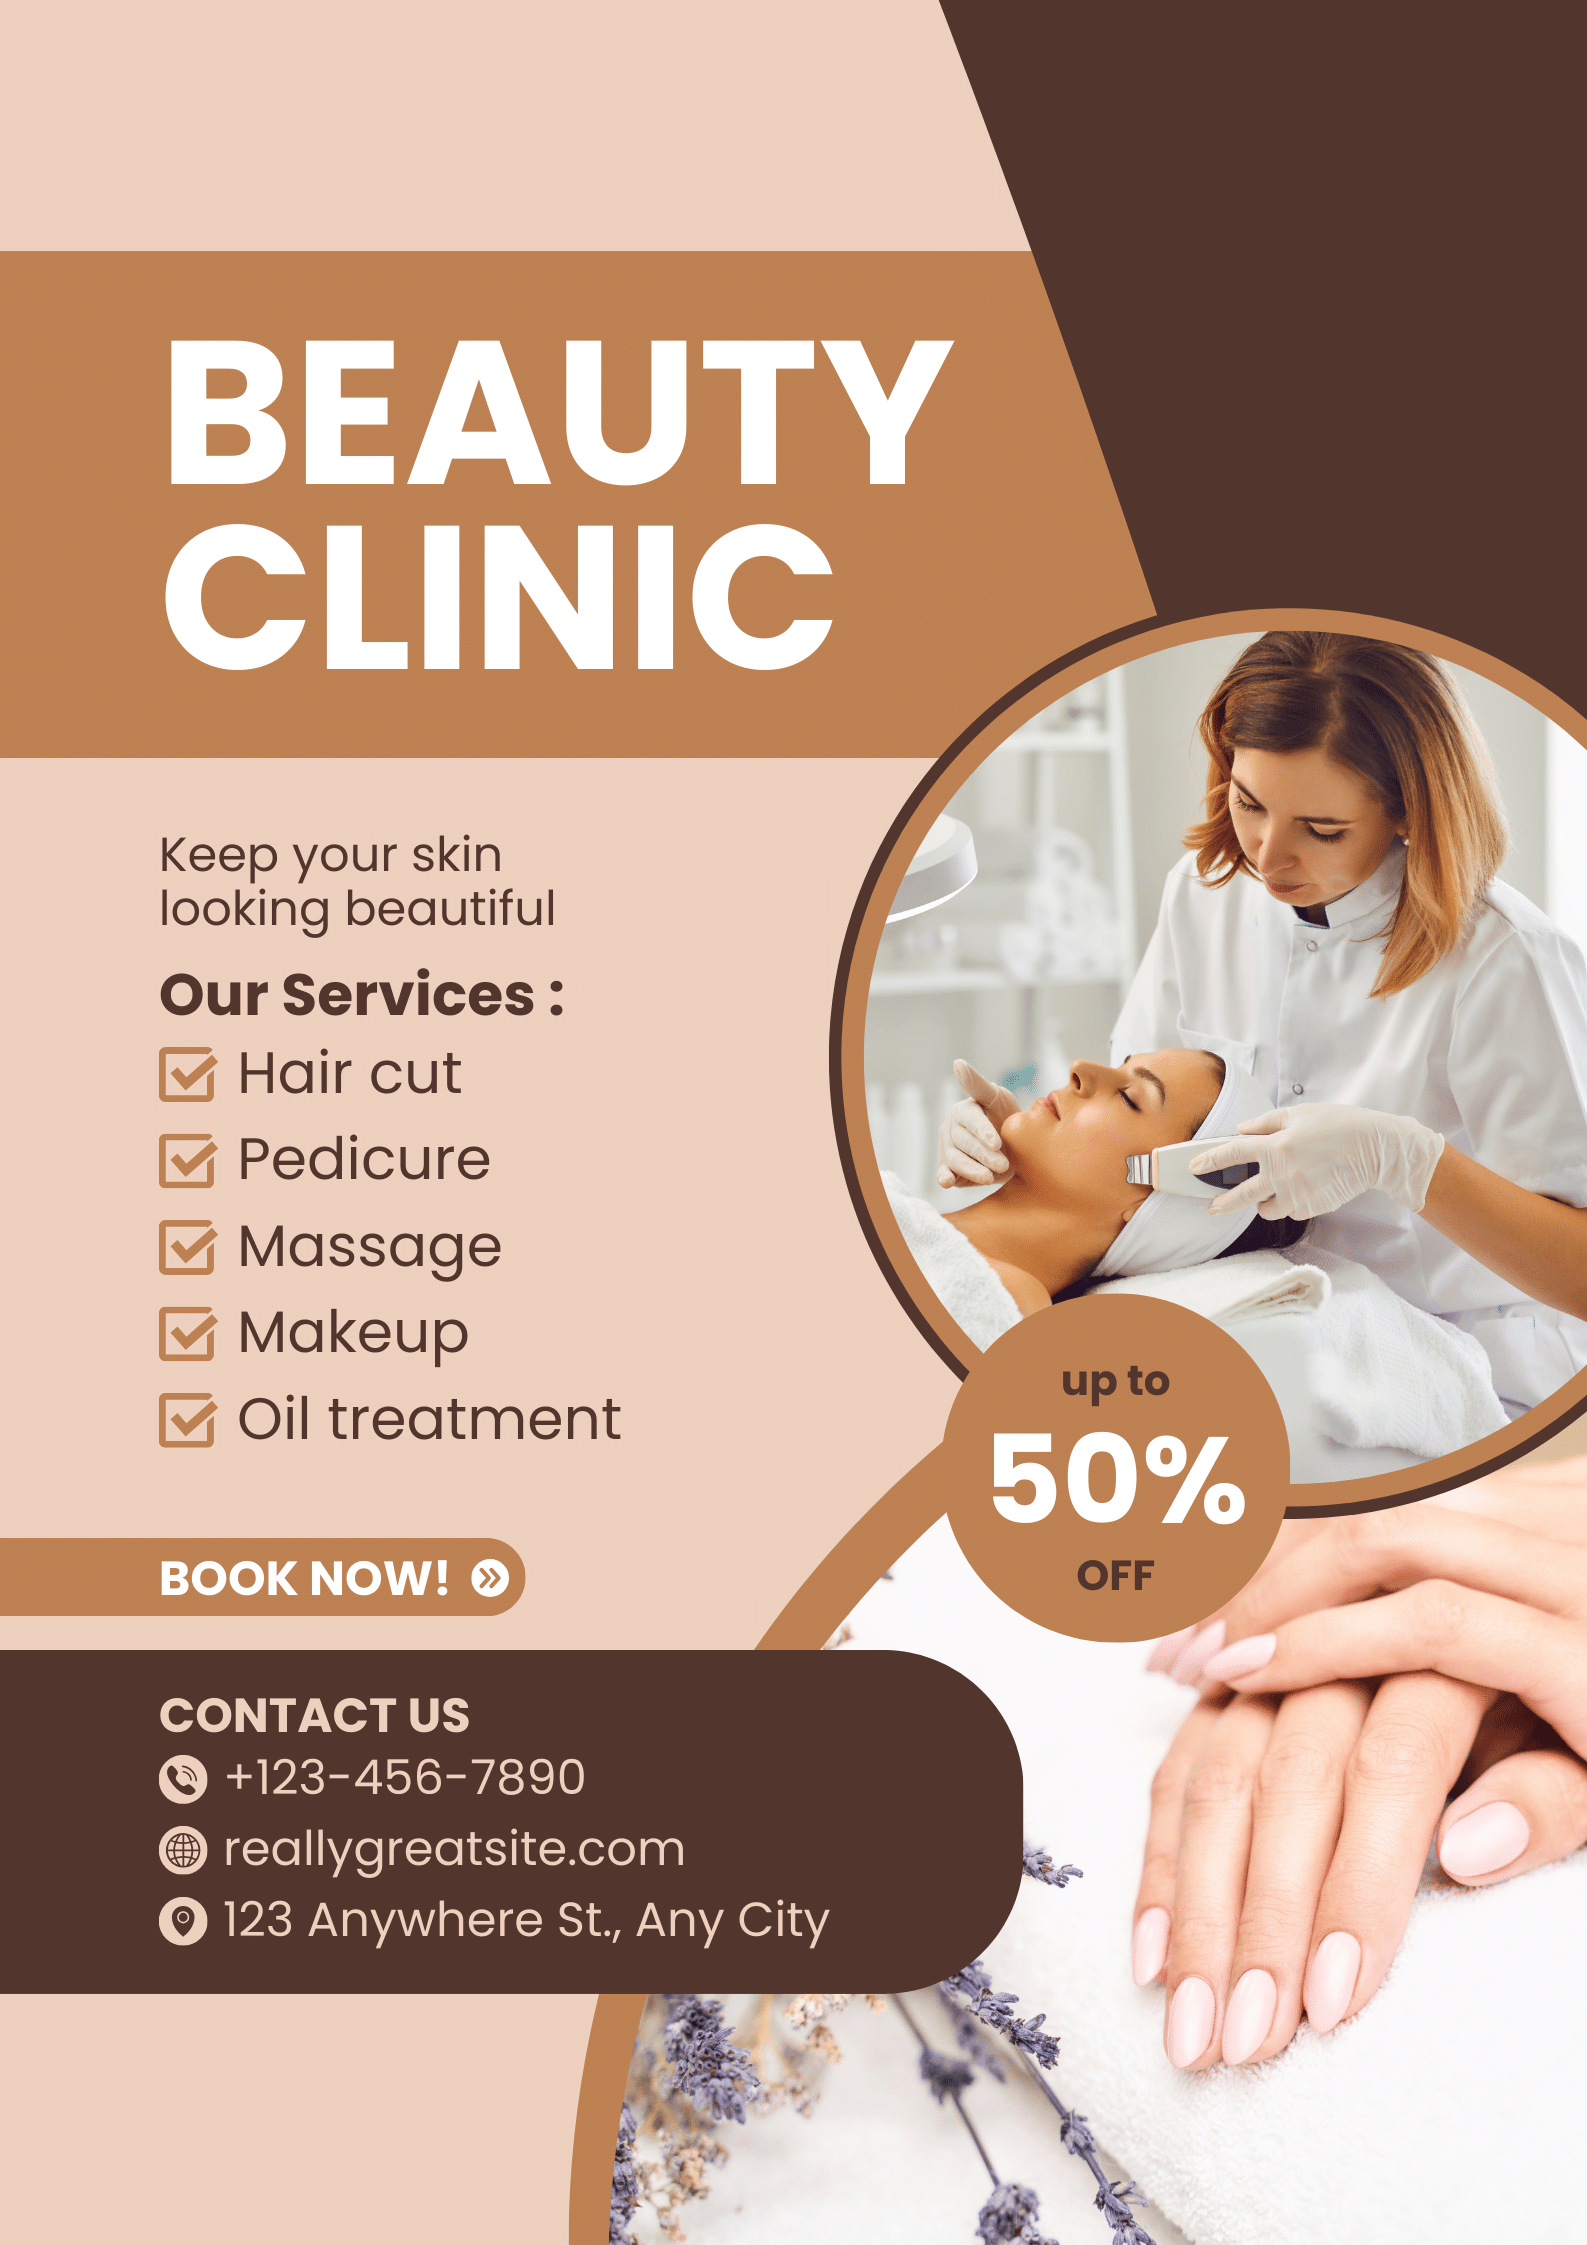 BEAUTY
CLINIC
Keep your skin
looking beautiful
Our Services :
Hair cut
Pedicure
Massage
Makeup
Oil treatment
up to
50%
OFF
BOOK NOW!
CONTACT US
+123-456-7890
reallygreatsite.com
123 Anywhere St., Any City